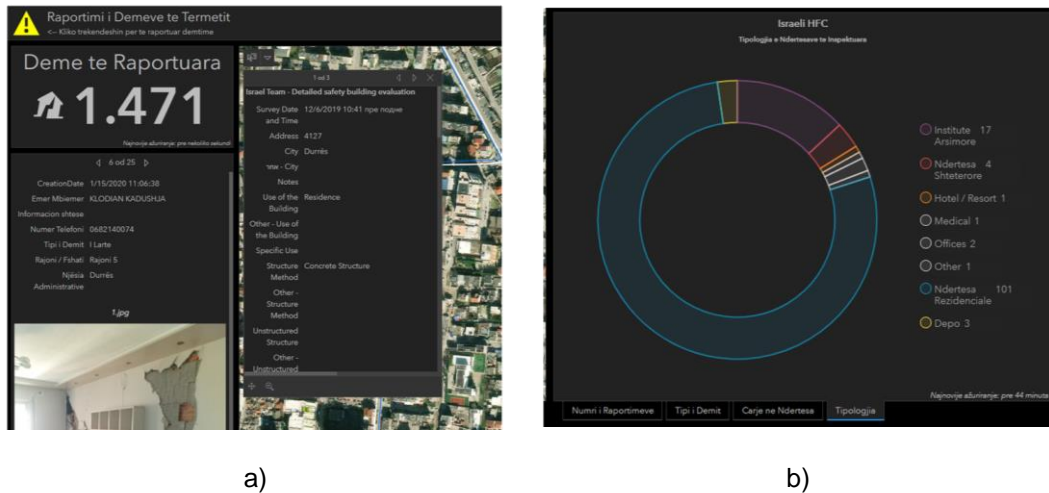 Raportimi i Demeve te Termetit
<-- Kliko trekendeshin per te raportuar demtime
Deme te Raportuara
1.471
Najnovije ažuriranje: pre nekoliko sekundi
6 od 25
CreationDate 1/15/2020 11:06:38
Emer Mbiemer KLODIAN KADUSHJA
Informacion shtese
Numer Telefoni 0682140074
Tipi i Demit I Larte
Rajoni / Fshati Rajoni 5
Njësia Durrës
Administrative
1.jpg
1 od 3
Israel Team - Detailed safety building evaluation
Survey Date 12/6/2019 10:41 пре подне
and Time
Address 4127
City Durrës
אחר - City
Notes
Use of the Residence
Building
Other - Use of
the Building
Specific Use
Structure Concrete Structure
Method
Other -
Structure
Method
Unstructured
Structure
Other -
Unstructured
a)
Israeli HFC
Tipologjia e Ndertesave te Inspektuara
Institute 17
Arsimore
Ndertesa 4
Shteterore
Hotel / Resort 1
Medical 1
Offices 2
Other 1
Ndertesa 101
Rezidenciale
Depo 3
Najnovije ažuriranje: pre 44 minuta
Numri i Raportimeve
Tipi i Demit
Carje ne Ndertesa
Tipologjia
b)